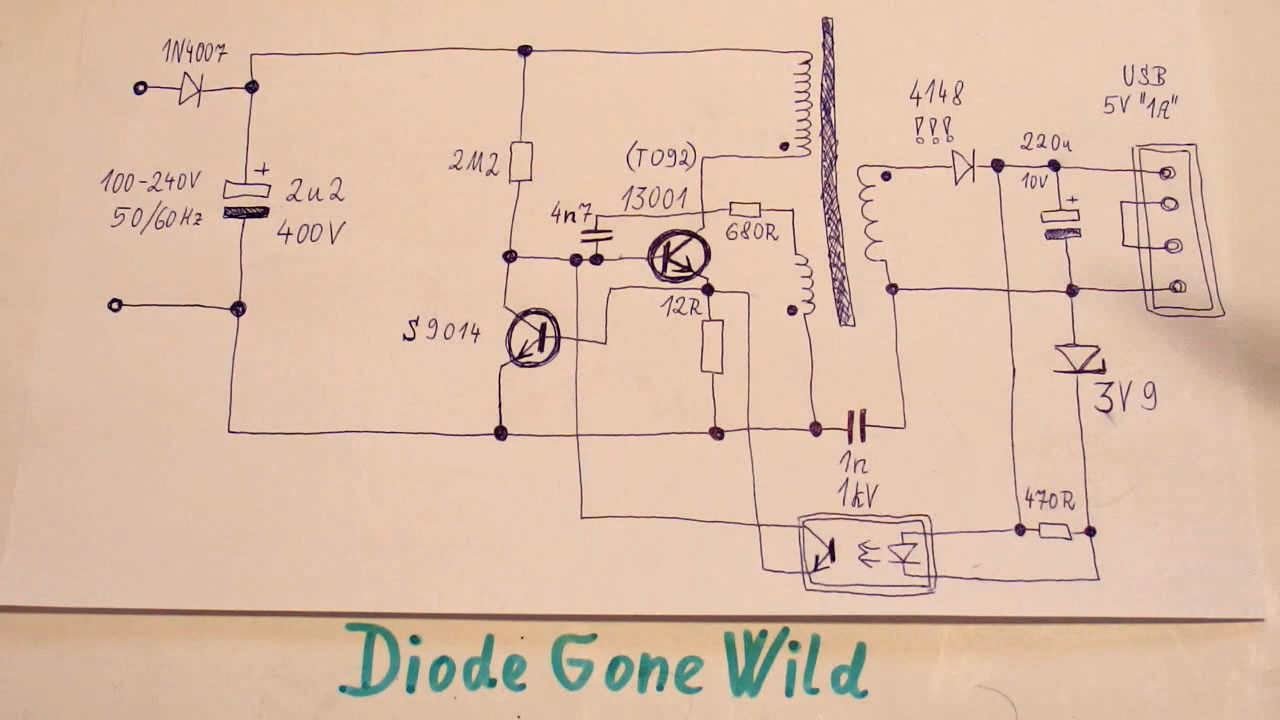 1N4007
100-240V
50/60Hz
+
2u2
400V
2M2
4n7
(TO92)
13001
680R
S9014
12R
1n
1kV
4148
!!!
220u
10V
+
USB
5V "1A"
3V9
470R
Diode Gone Wild